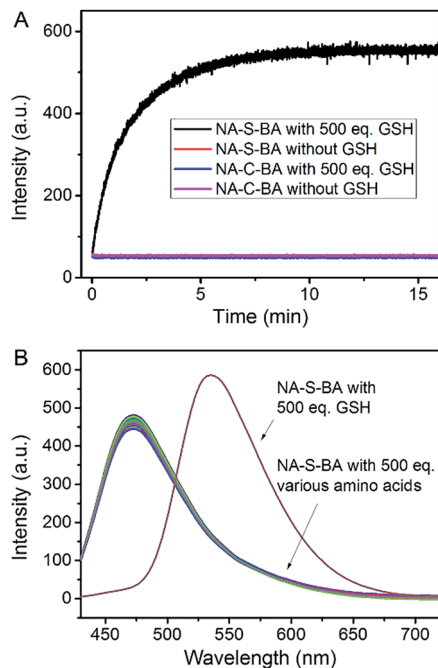 A
600
400
200
0
Intensity (a.u.)
NA-S-BA with 500 eq. GSH
NA-S-BA without GSH
NA-C-BA with 500 eq. GSH
NA-C-BA without GSH
0 5 10 15
Time (min)
B
600
500
400
300
200
100
0
Intensity (a.u.)
NA-S-BA with
500 eq. GSH
NA-S-BA with 500 eq.
various amino acids
450 500 550 600 650 700
Wavelength (nm)